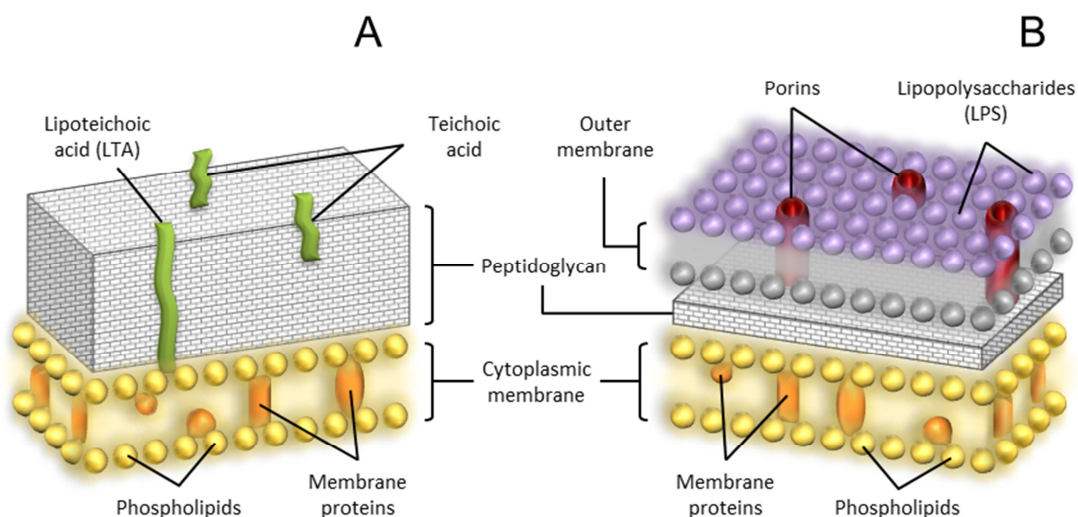 A
B
Lipoteichoic
acid (LTA)
Teichoic
acid
Outer
membrane
Porins
Lipopolysaccharides
(LPS)
Peptidoglycan
Cytoplasmic
membrane
Phospholipids
Membrane
proteins
Membrane
proteins
Phospholipids